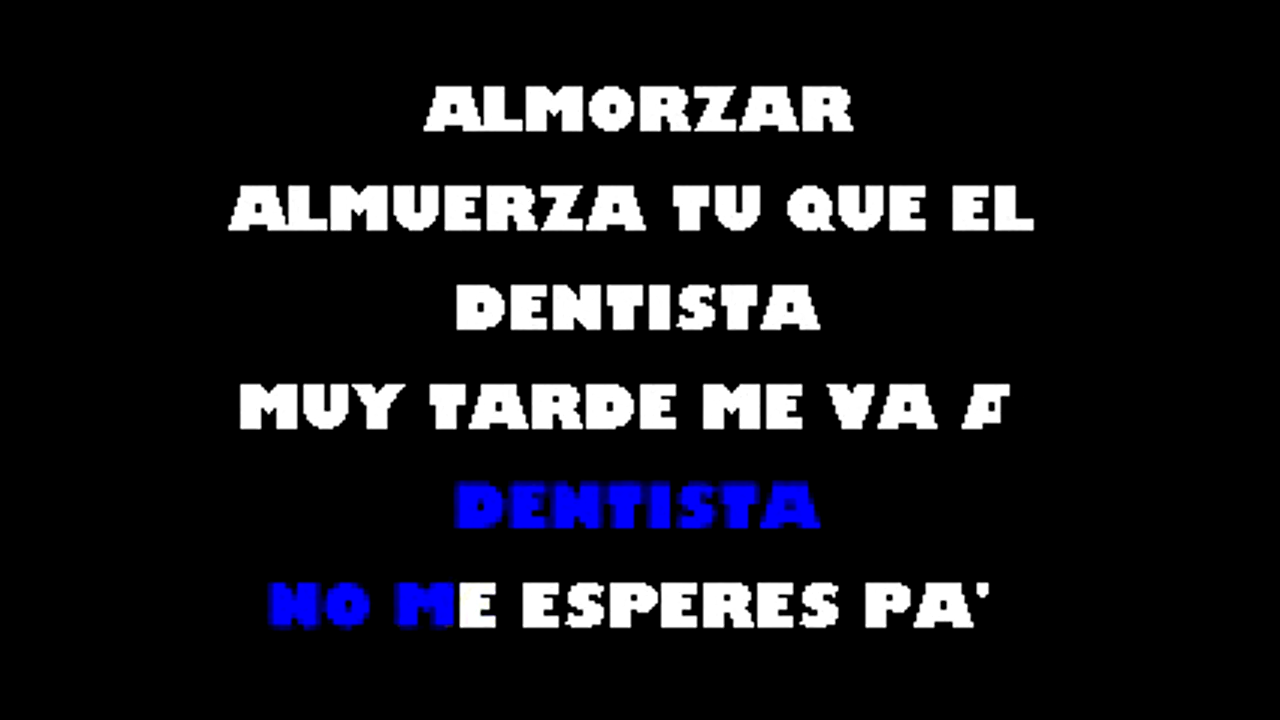 ALMORZAR
ALMUERZA TU QUE EL
DENTISTA
MUY TARDE ME VA A
DENTISTA
NO ME ESPERES PA'